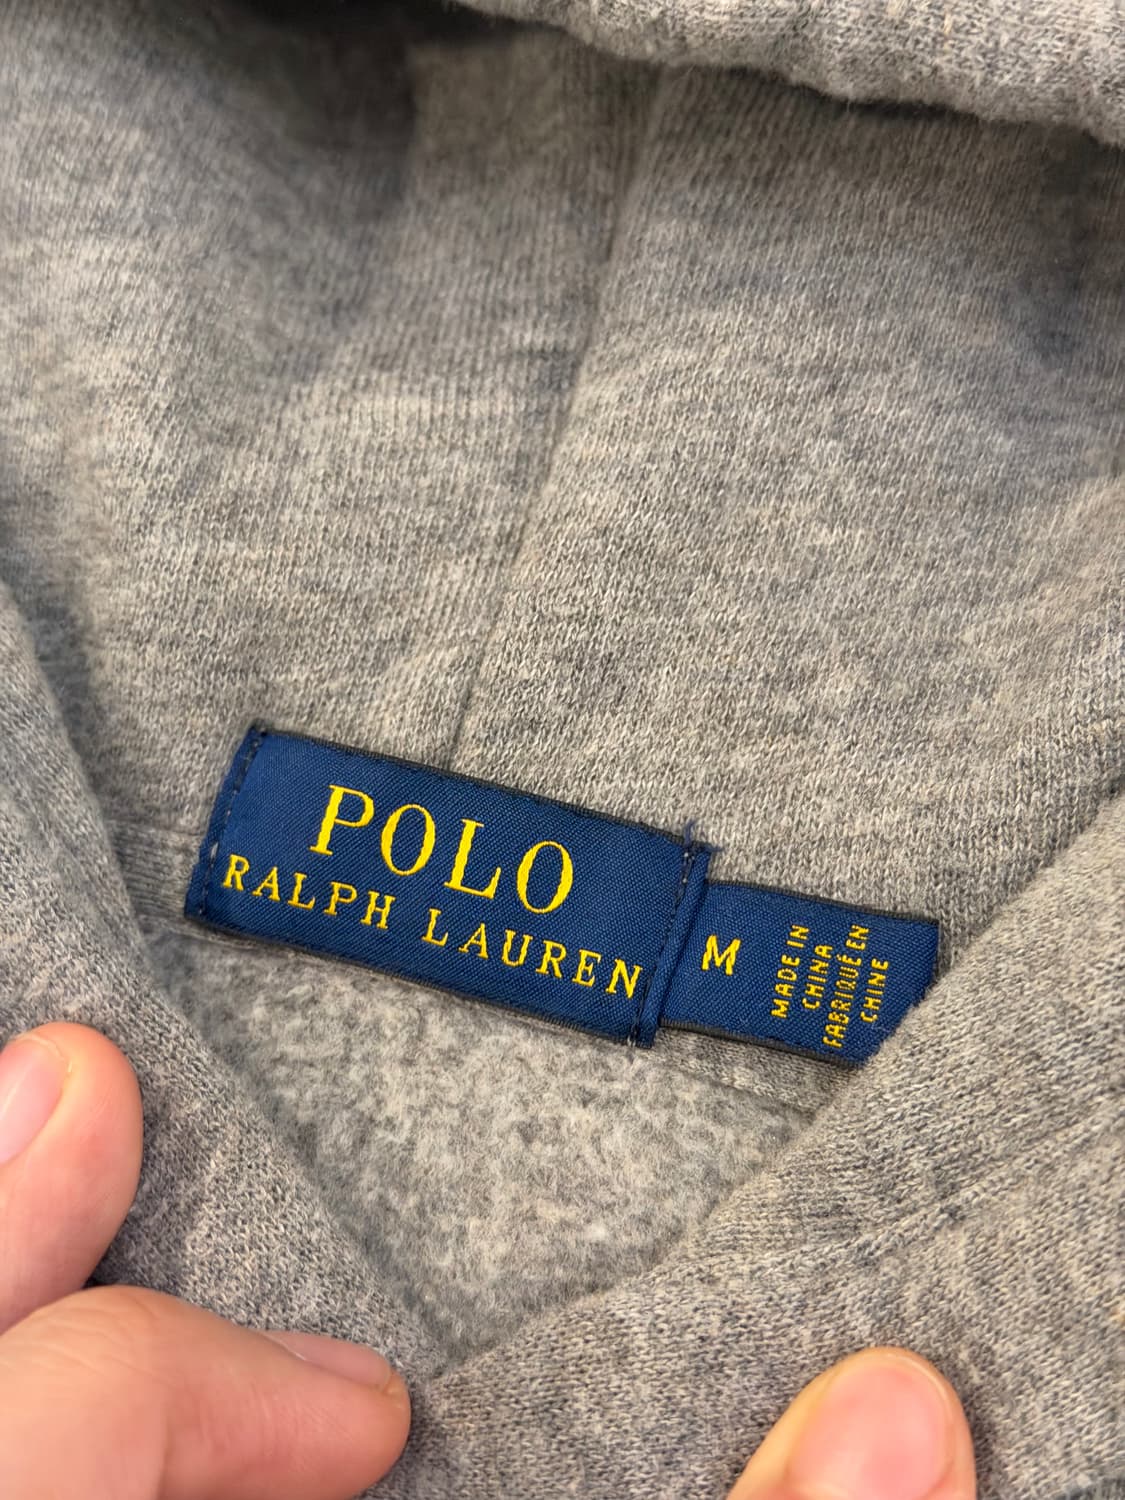 POLO
RALPH LAUREN
M
MADE IN
CHINA
FABRIQUÉ EN
CHINE